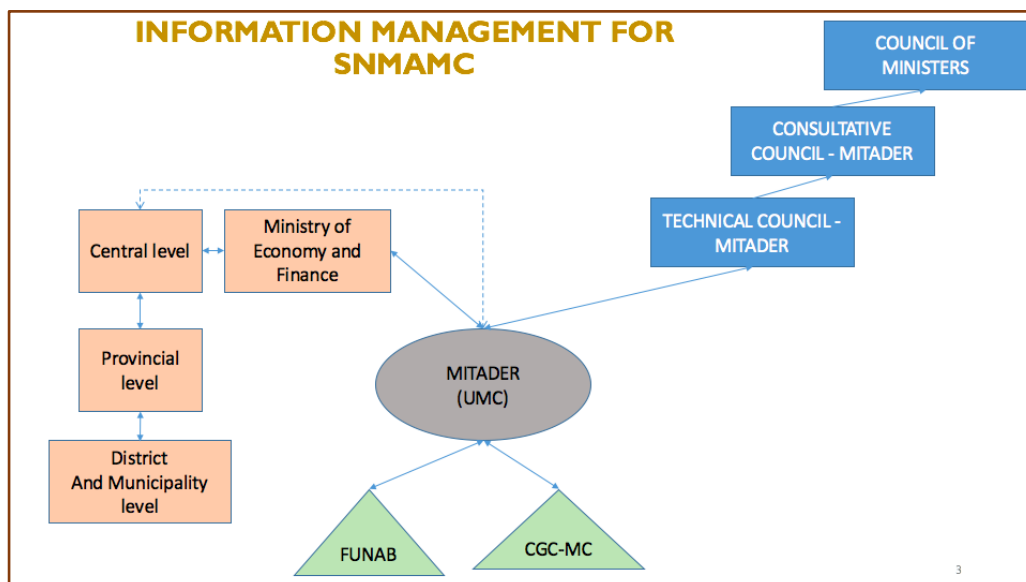 INFORMATION MANAGEMENT FOR
SNMAMC
COUNCIL OF
MINISTERS
CONSULTATIVE
COUNCIL - MITADER
TECHNICAL COUNCIL -
MITADER
Central level
Ministry of
Economy and
Finance
Provincial
level
MITADER
(UMC)
District
And Municipality
level
FUNAB
CGC-MC
3